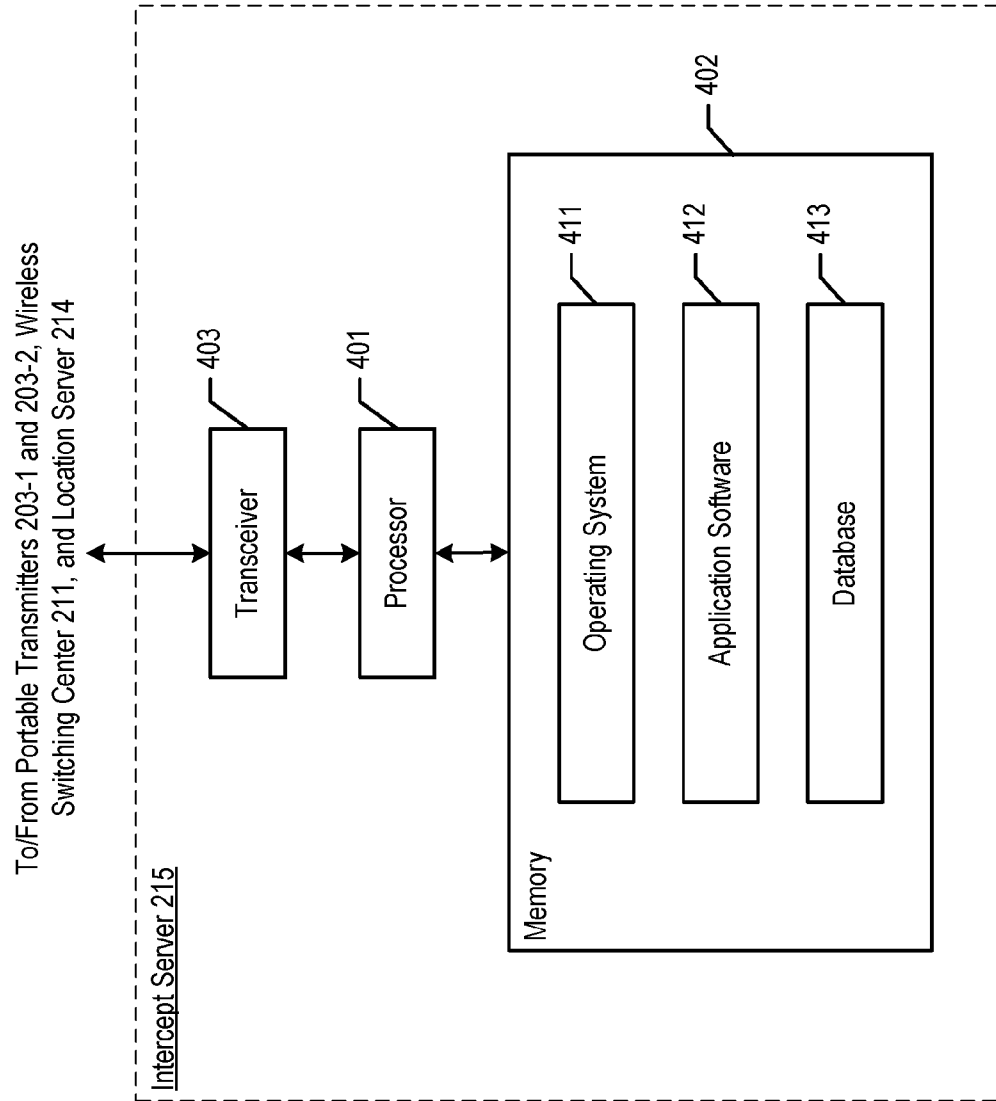 To/From Portable Transmitters 203-1 and 203-2, Wireless
Switching Center 211, and Location Server 214
Intercept Server 215
Transceiver
403
Processor
401
Memory
402
Operating System
411
Application Software
412
Database
413